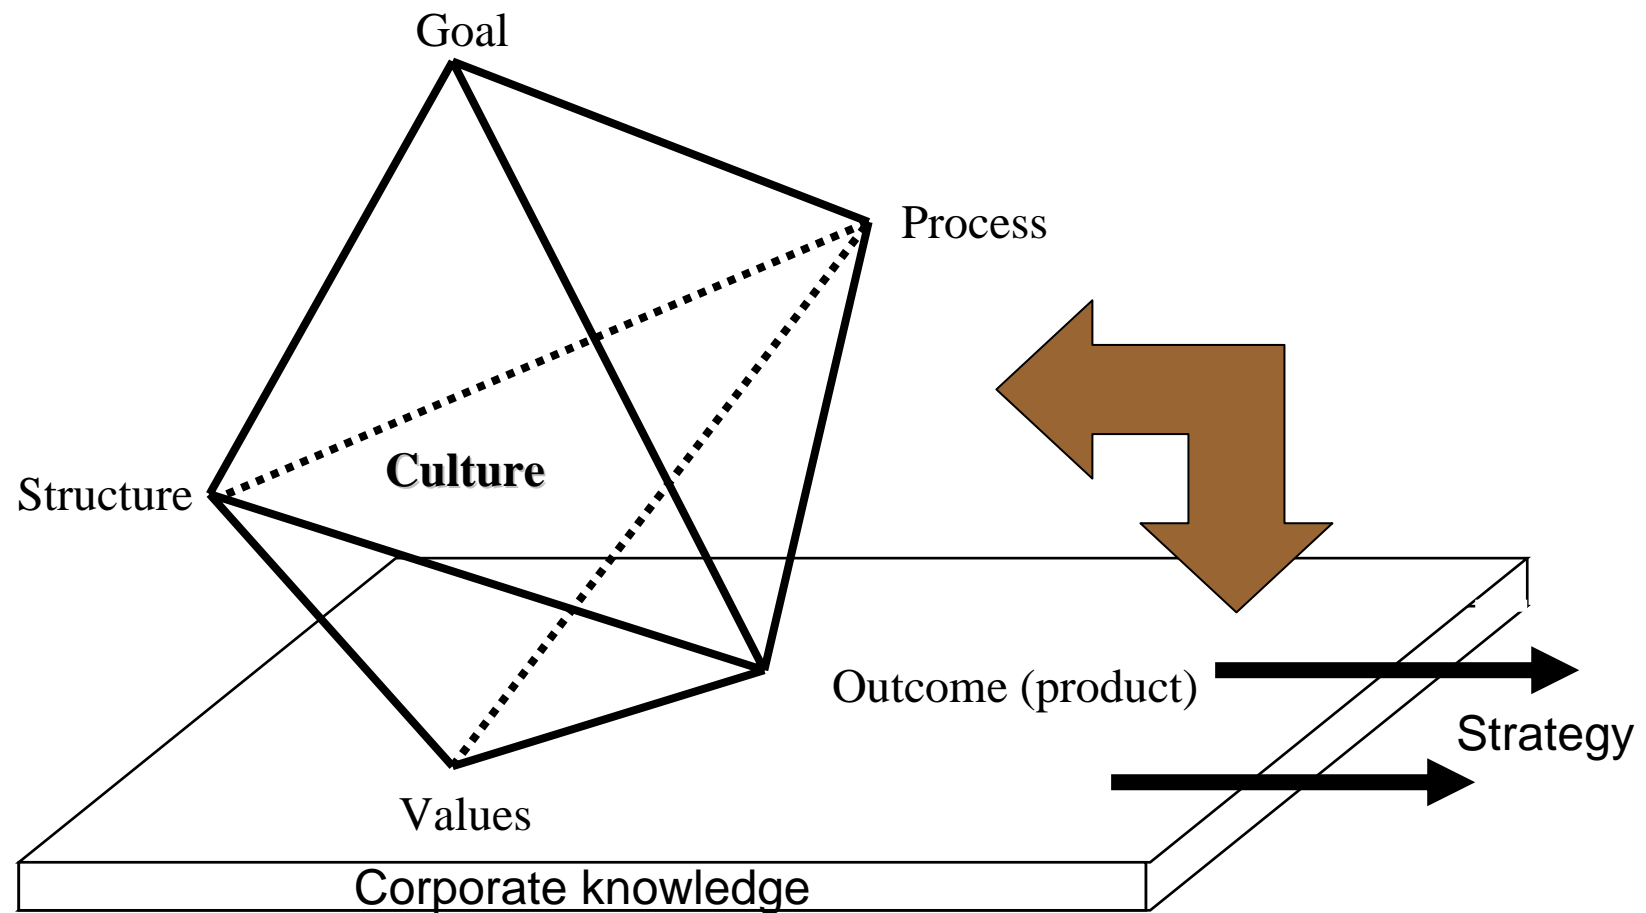 Goal
Process
Culture
Structure
Outcome (product)
Strategy
Values
Corporate knowledge